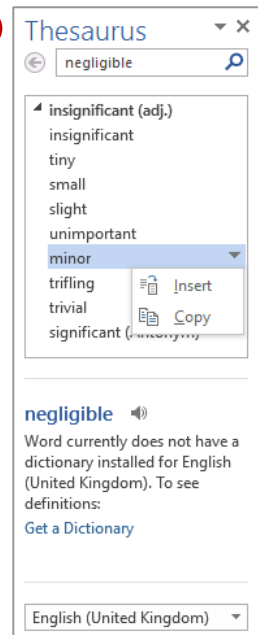 Thesaurus
negligible
insignificant (adj.)
insignificant
tiny
small
slight
unimportant
minor
trifling
Insert
trivial
Copy
significant (Antonym)
negligible
Word currently does not have a
dictionary installed for English
(United Kingdom). To see
definitions:
Get a Dictionary
English (United Kingdom)